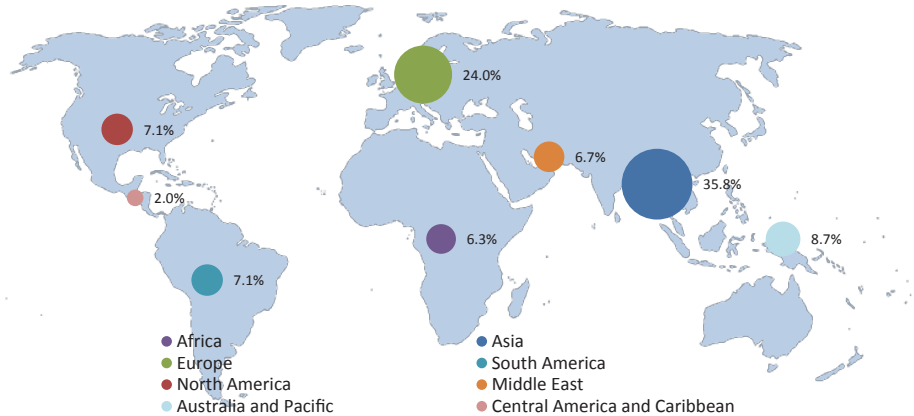 24.0%
7.1%
6.7%
35.8%
2.0%
6.3%
8.7%
7.1%
Africa
Europe
North America
Australia and Pacific
Asia
South America
Middle East
Central America and Caribbean